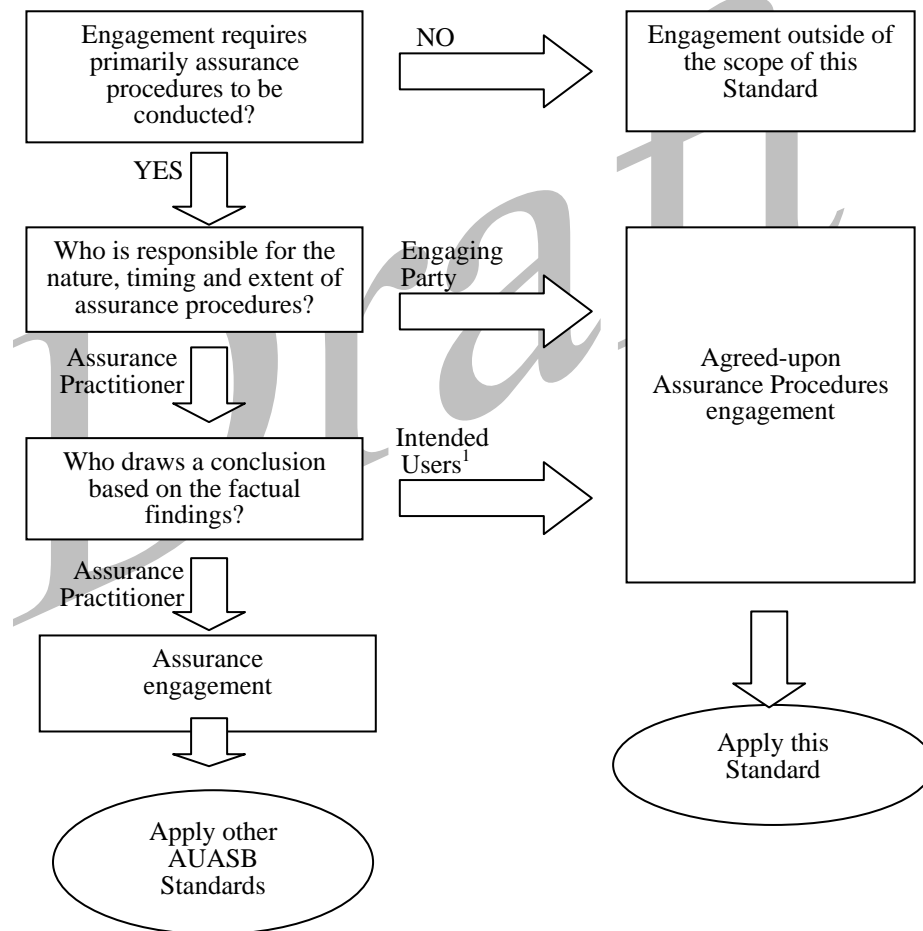 Engagement requires
primarily assurance
procedures to be
conducted?
NO
Engagement outside of
the scope of this
Standard
YES
Who is responsible for the
nature, timing and extent of
assurance procedures?
Engaging
Party
Agreed-upon
Assurance Procedures
engagement
Assurance
Practitioner
Who draws a conclusion
based on the factual
findings?
Intended
Users¹
Assurance
Practitioner
Assurance
engagement
Apply this
Standard
Apply other
AUASB
Standards
Draft